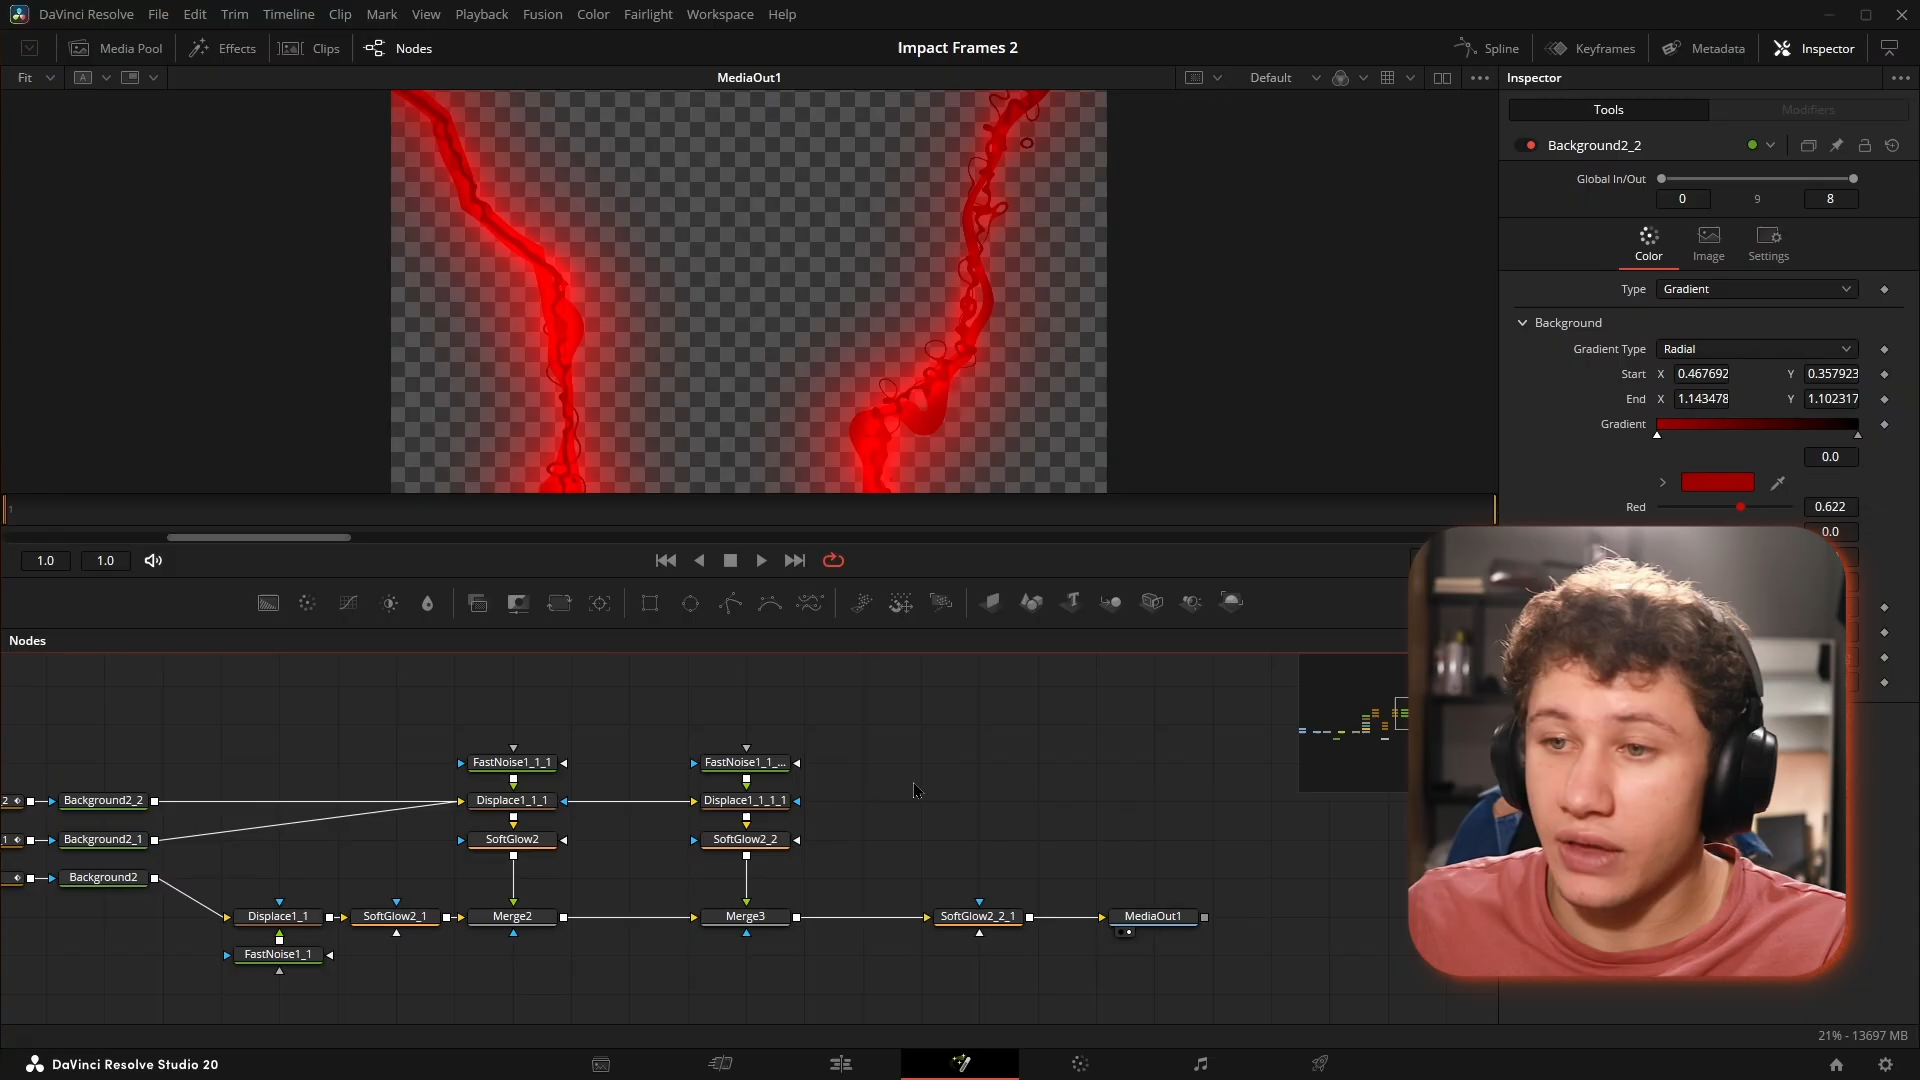 DaVinci Resolve File Edit Trim Timeline Clip Mark View Playback Fusion Color Fairlight Workspace Help
Media Pool Effects Clips Nodes Impact Frames 2 Spline Keyframes Metadata Inspector
Fit A MediaOut1 Default Inspector
Tools Modifiers
Background2_2
Global In/Out
0 9 8
Color Image Settings
Type Gradient
Background
Gradient Type Radial
Start X 0.467692 Y 0.357923
End X 1.143478 Y 1.102317
Gradient
0.0
Red 0.622
0.0
1
1.0 1.0
Nodes
FastNoise1_1_1 FastNoise1_1_...
2 Background2_2 Displace1_1_1 Displace1_1_1_1
_1 Background2_1 SoftGlow2 SoftGlow2_2
Background2
Displace1_1 SoftGlow2_1 Merge2 Merge3 SoftGlow2_2_1 MediaOut1
FastNoise1_1
21% - 13697 MB
DaVinci Resolve Studio 20